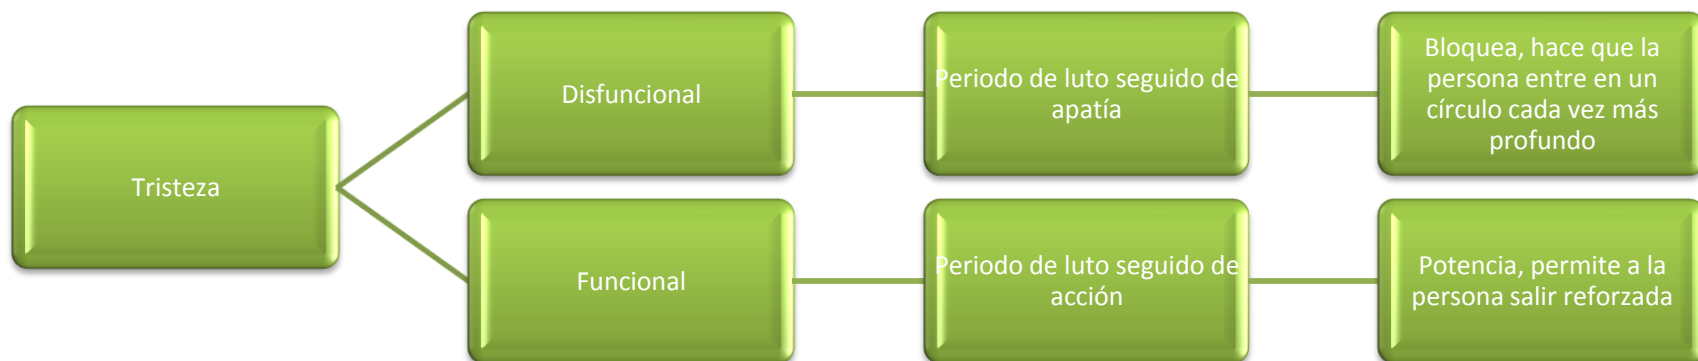 Tristeza
Disfuncional
Periodo de luto seguido de
apatía
Bloquea, hace que la
persona entre en un
círculo cada vez más
profundo
Funcional
Periodo de luto seguido de
acción
Potencia, permite a la
persona salir reforzada